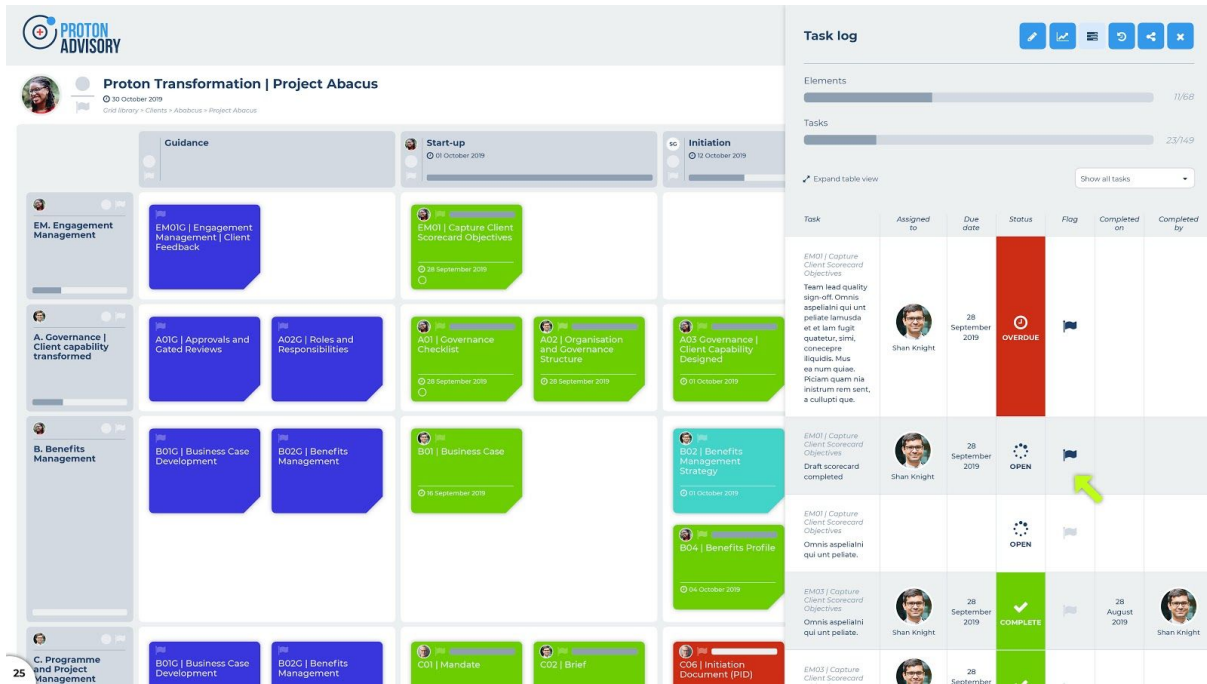 PROTON
ADVISORY
Proton Transformation | Project Abacus
30 October 2019
Grid library > Clients > Ababcus > Project Abacus
Guidance
Start-up
01 October 2019
SG
Initiation
12 October 2019
EM. Engagement
Management
EM01G | Engagement
Management | Client
Feedback
EM01 | Capture Client
Scorecard Objectives
28 September 2019
A. Governance |
Client capability
transformed
A01G | Approvals and
Gated Reviews
A02G | Roles and
Responsibilities
A01 | Governance
Checklist
28 September 2019
A02 | Organisation
and Governance
Structure
28 September 2019
A03 Governance |
Client Capability
Designed
01 October 2019
B. Benefits
Management
B01G | Business Case
Development
B02G | Benefits
Management
B01 | Business Case
16 September 2019
B02 | Benefits
Management
Strategy
01 October 2019
B04 | Benefits Profile
04 October 2019
C. Programme
and Project
Management
B01G | Business Case
Development
B02G | Benefits
Management
C01 | Mandate
C02 | Brief
C06 | Initiation
Document (PID)
25
Task log
Elements
11/68
Tasks
23/149
Expand table view
Show all tasks
Task
Assigned
to
Due
date
Status
Flag
Completed
on
Completed
by
EM01 | Capture
Client Scorecard
Objectives
Team lead quality
sign-off. Omnis
aspelialni qui unt
peliate lamusda
et et lam fugit
quatetur, simi,
conecepre
iliquidis. Mus
ea num quiae.
Piciam quam nia
inistrum rem sent,
a cullupti que.
Shan Knight
28
September
2019
OVERDUE
EM01 | Capture
Client Scorecard
Objectives
Draft scorecard
completed
Shan Knight
28
September
2019
OPEN
EM01 | Capture
Client Scorecard
Objectives
Omnis aspelialni
qui unt peliate.
OPEN
EM03 | Capture
Client Scorecard
Objectives
Omnis aspelialni
qui unt peliate.
Shan Knight
28
September
2019
COMPLETE
28
August
2019
Shan Knight
EM03 | Capture
Client Scorecard
28
September